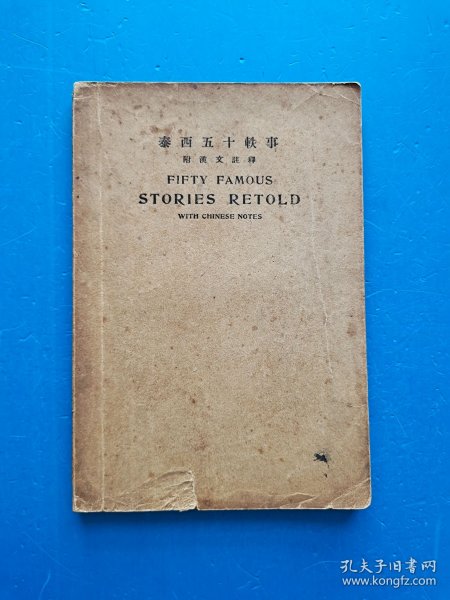 泰西五十軼事
附漢文註釋
FIFTY FAMOUS
STORIES RETOLD
WITH CHINESE NOTES
孔夫子旧书网
www.kongfz.com